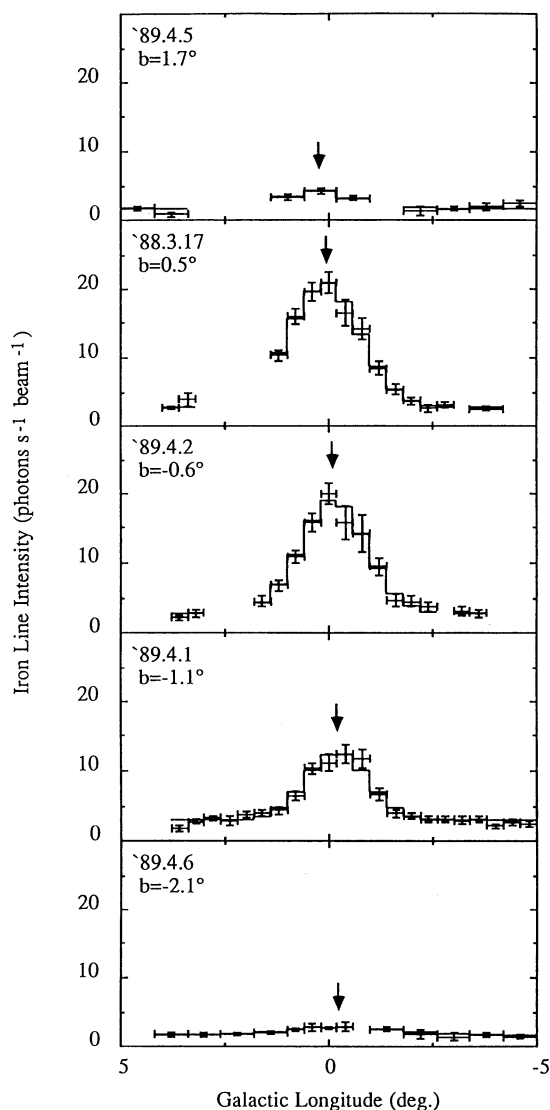 `89.4.5
b=1.7°
20
10
0
`88.3.17
b=0.5°
20
10
0
`89.4.2
b=-0.6°
20
10
0
`89.4.1
b=-1.1°
20
10
0
`89.4.6
b=-2.1°
20
10
0
5 0 -5
Galactic Longitude (deg.)
Iron Line Intensity (photons s⁻¹ beam⁻¹)